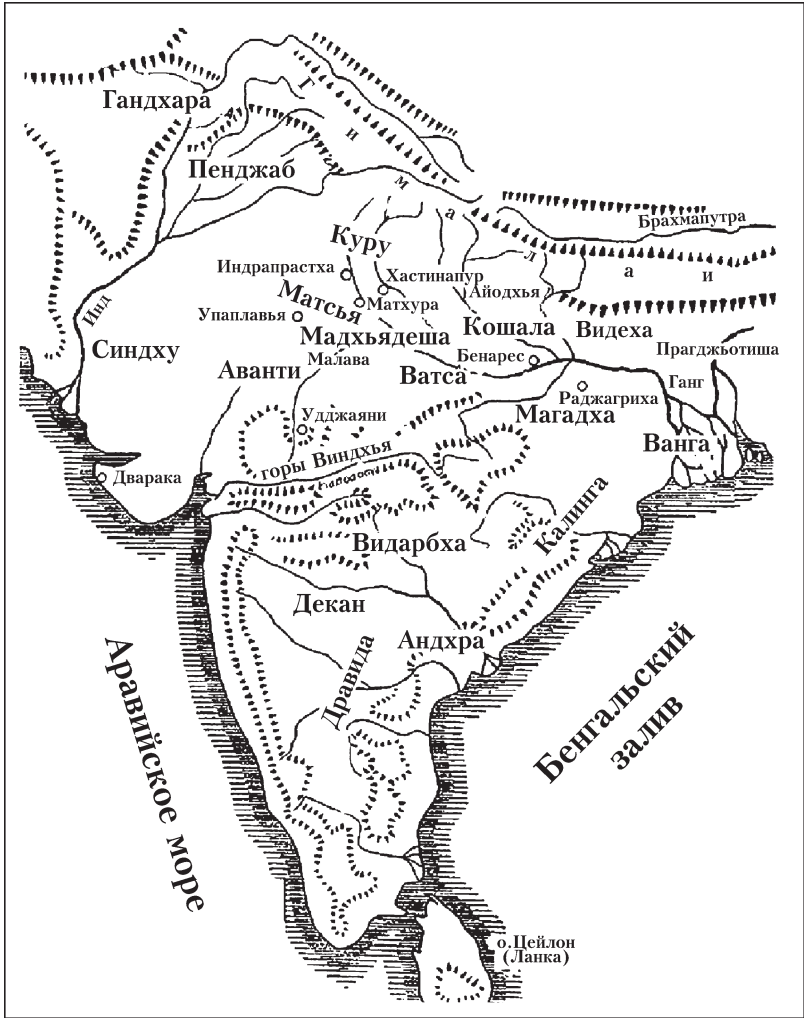 Гандхара
Гималаи
Пенджаб
Брахмапутра
Куру
Индрапрастха
Хастинапур
Айодхья
Инд
Матсья
Матхура
Упаплавья
Мадхьядеша
Кошала
Видеха
Синдху
Малава
Бенарес
Прагджьотиша
Аванти
Ватса
Ганг
Раджагриха
Магадха
Удджаяни
Ванга
горы Виндхья
Дварака
Калинга
Видарбха
Декан
Андхра
Дравида
Аравийское море
Бенгальский
залив
о.Цейлон
(Ланка)